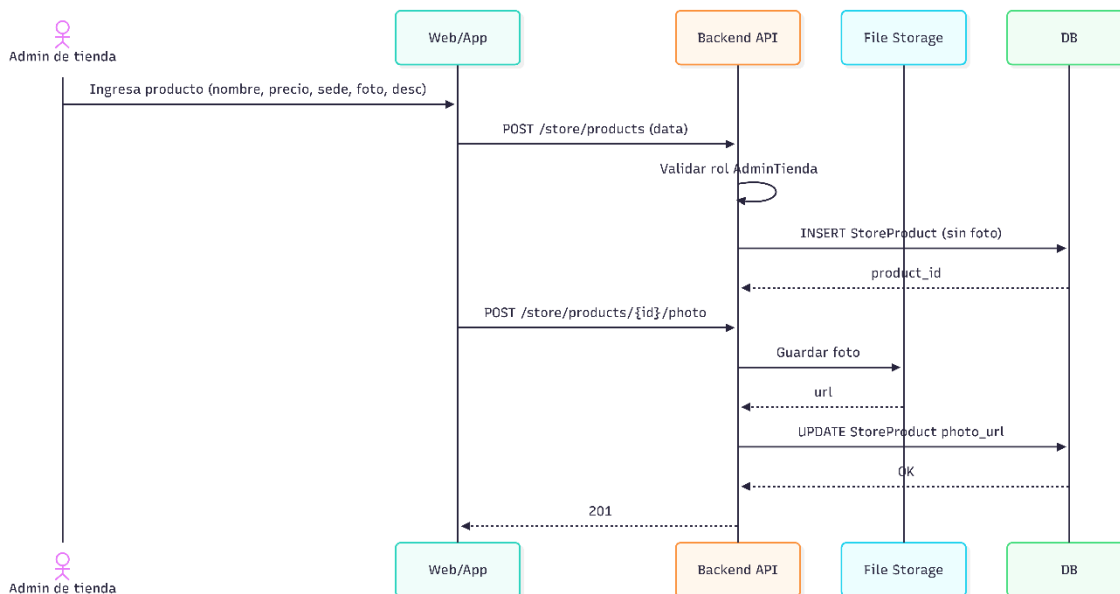 Admin de tienda
Web/App
Backend API
File Storage
DB
Ingresa producto (nombre, precio, sede, foto, desc)
POST /store/products (data)
Validar rol AdminTienda
INSERT StoreProduct (sin foto)
product_id
POST /store/products/{id}/photo
Guardar foto
url
UPDATE StoreProduct photo_url
OK
201
Admin de tienda
Web/App
Backend API
File Storage
DB